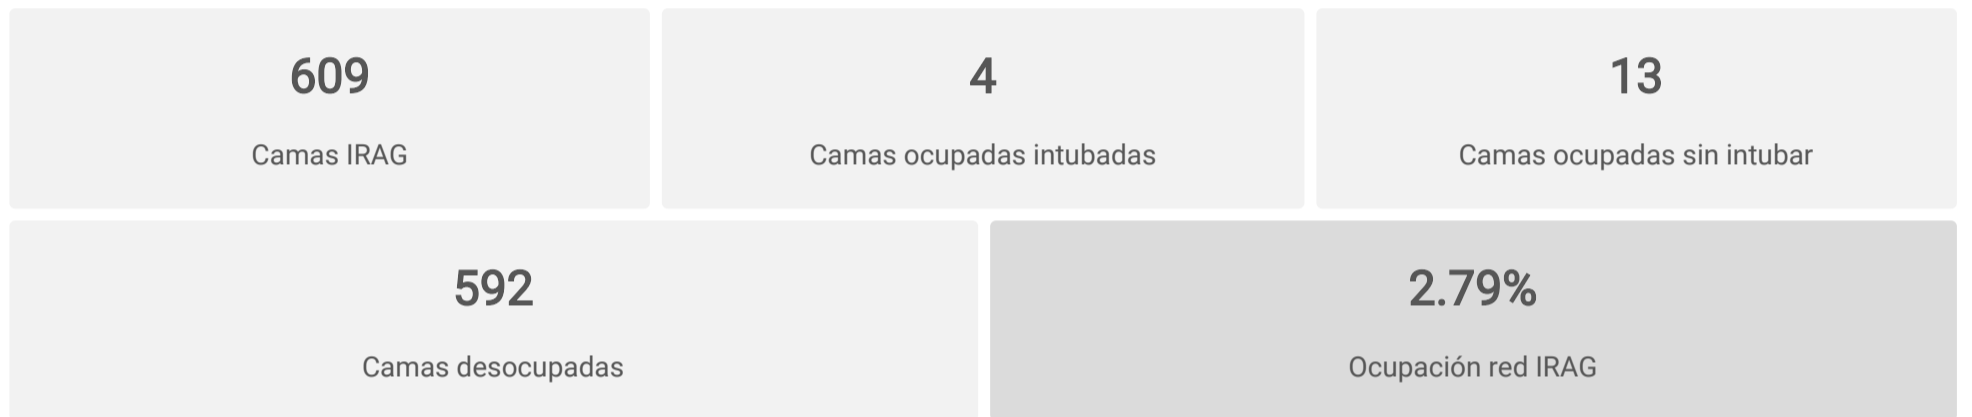 609
4
13
Camas IRAG
Camas ocupadas intubadas
Camas ocupadas sin intubar
592
2.79%
Camas desocupadas
Ocupación red IRAG